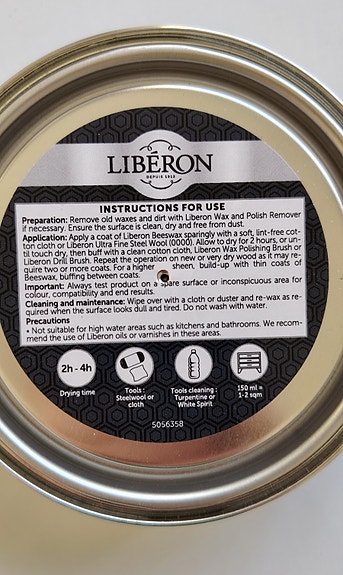 LIBERON
DEPUIS 1912
INSTRUCTIONS FOR USE
Preparation: Remove old waxes and dirt with Liberon Wax and Polish Remover
if necessary. Ensure the surface is clean, dry and free from dust.
Application: Apply a coat of Liberon Beeswax sparingly with a soft, lint-free cot-
ton cloth or Liberon Ultra Fine Steel Wool (0000). Allow to dry for 2 hours, or un-
til touch dry, then buff with a clean cotton cloth, Liberon Wax Polishing Brush or
Liberon Drill Brush. Repeat the operation on new or very dry wood as it may re-
quire two or more coats. For a higher sheen, build-up with thin coats of
Beeswax, buffing between coats.
Important: Always test product on a spare surface or inconspicuous area for
colour, compatibility and end results.
Cleaning and maintenance: Wipe over with a cloth or duster and re-wax as re-
quired when the surface looks dull and tired. Do not wash with water.
Precautions
• Not suitable for high water areas such as kitchens and bathrooms. We recom-
mend the use of Liberon oils or varnishes in these areas.
2h - 4h
Drying time
Tools :
Steelwool or
cloth
Tools cleaning :
Turpentine or
White Spirit
150 ml =
1-2 sqm
5056358